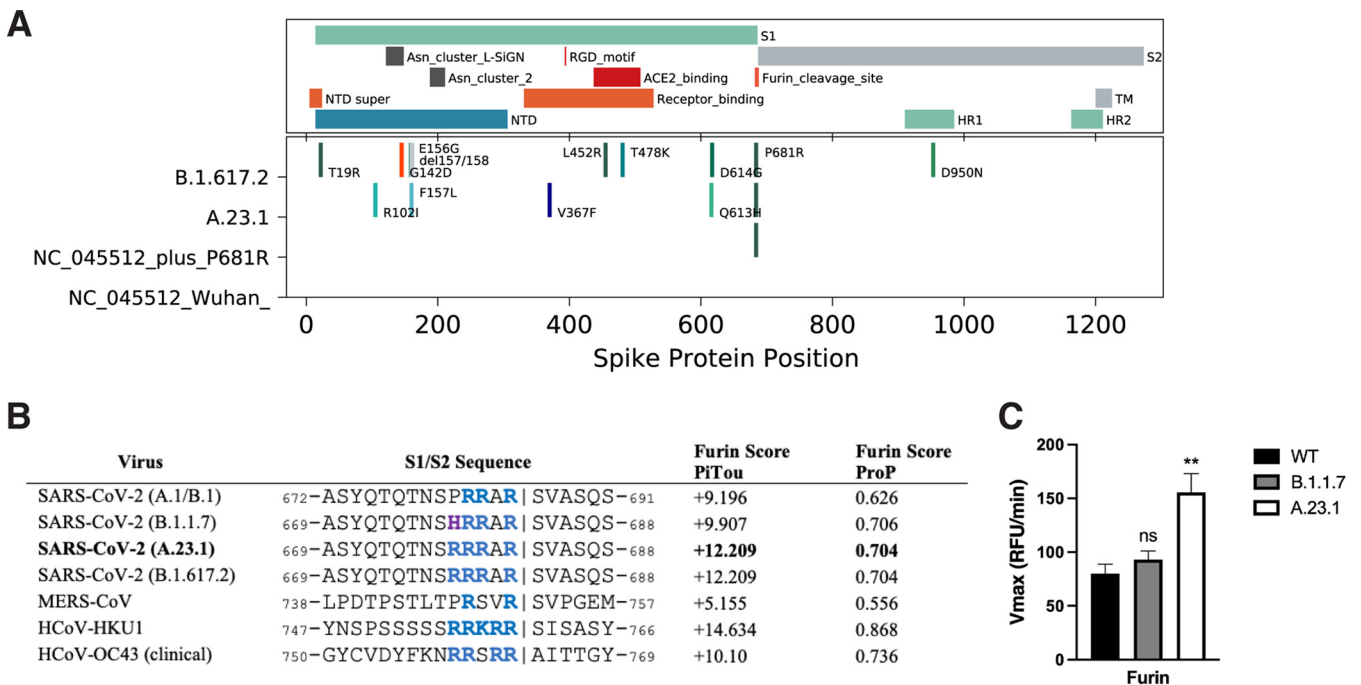 A
S1
Asn_cluster_L-SiGN
RGD_motif
S2
Asn_cluster_2
ACE2_binding
Furin_cleavage_site
NTD super
Receptor_binding
TM
NTD
HR1
HR2
B.1.617.2
T19R
E156G
del157/158
G142D
L452R
T478K
D614G
P681R
D950N
A.23.1
R102I
F157L
V367F
Q613H
NC_045512_plus_P681R
NC_045512_Wuhan_
0 200 400 600 800 1000 1200
Spike Protein Position
B
Virus S1/S2 Sequence Furin Score PiTou Furin Score ProP
SARS-CoV-2 (A.1/B.1) 672-ASYQTQTNSPRRAR|SVASQS-691 +9.196 0.626
SARS-CoV-2 (B.1.1.7) 669-ASYQTQTNSHRRAR|SVASQS-688 +9.907 0.706
SARS-CoV-2 (A.23.1) 669-ASYQTQTNSRRRAR|SVASQS-688 +12.209 0.704
SARS-CoV-2 (B.1.617.2) 669-ASYQTQTNSRRRAR|SVASQS-688 +12.209 0.704
MERS-CoV 738-LPDTPSTLTPRSVR|SVPGEM-757 +5.155 0.556
HCoV-HKU1 747-YNSPSSSSSRRKRR|SISASY-766 +14.634 0.868
HCoV-OC43 (clinical) 750-GYCVDYFKNRRSRR|AITTGY-769 +10.10 0.736
C
Vmax (RFU/min)
200
150
100
50
0
ns
**
Furin
WT
B.1.1.7
A.23.1